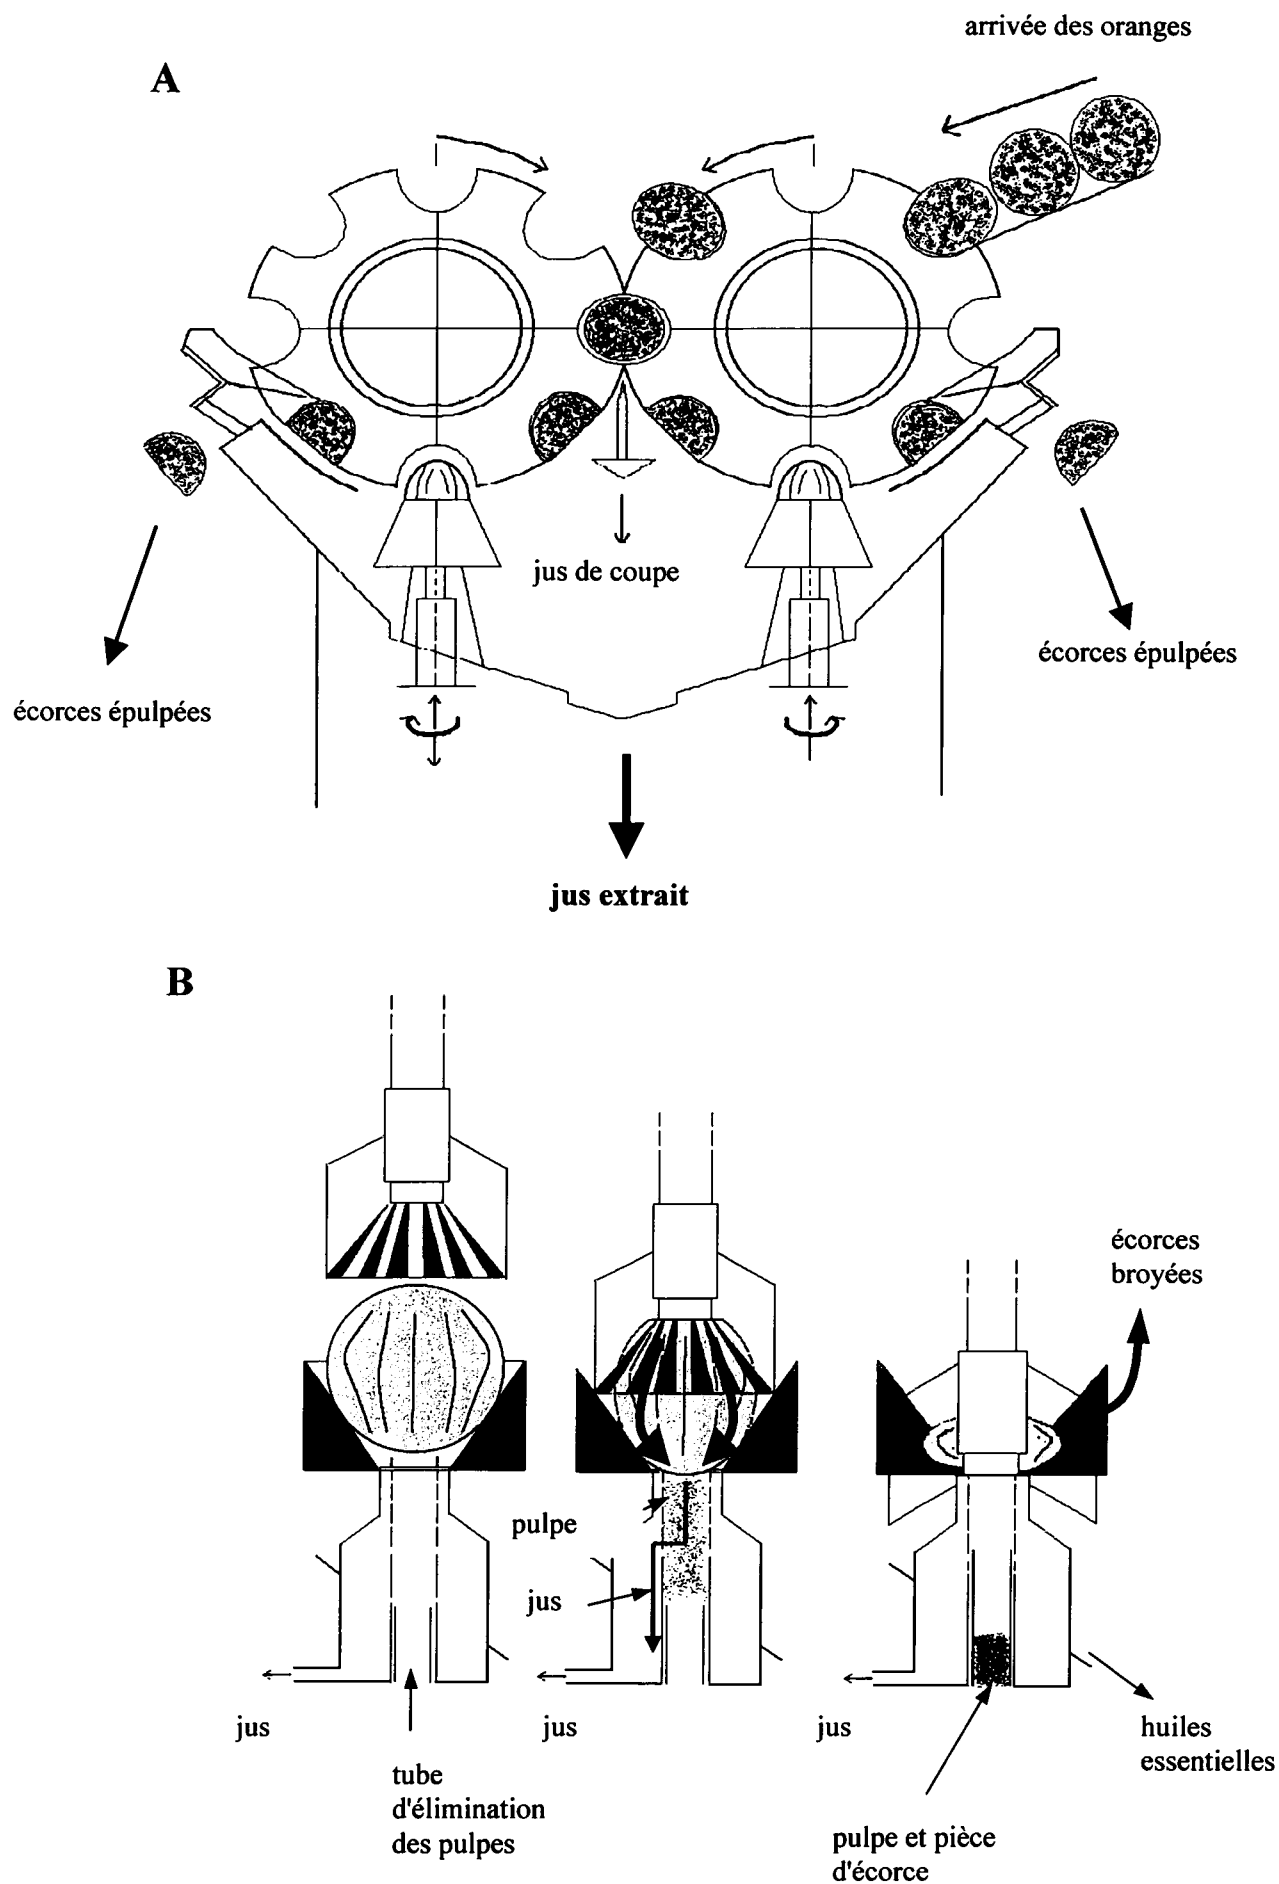 arrivée des oranges
A
jus de coupe
écorces épulpées
écorces épulpées
jus extrait
B
écorces
broyées
pulpe
jus
jus
jus
jus
huiles
essentielles
tube
d'élimination
des pulpes
pulpe et pièce
d'écorce